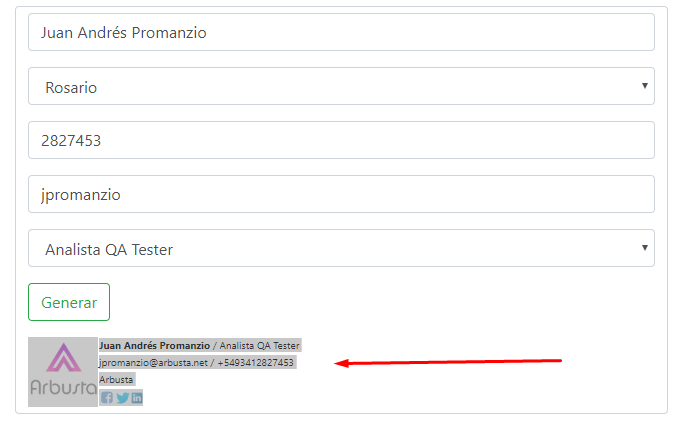 Juan Andrés Promanzio
Rosario
2827453
jpromanzio
Analista QA Tester
Generar
Juan Andrés Promanzio / Analista QA Tester
jpromanzio@arbusta.net / +5493412827453
Arbusta
Arbusta